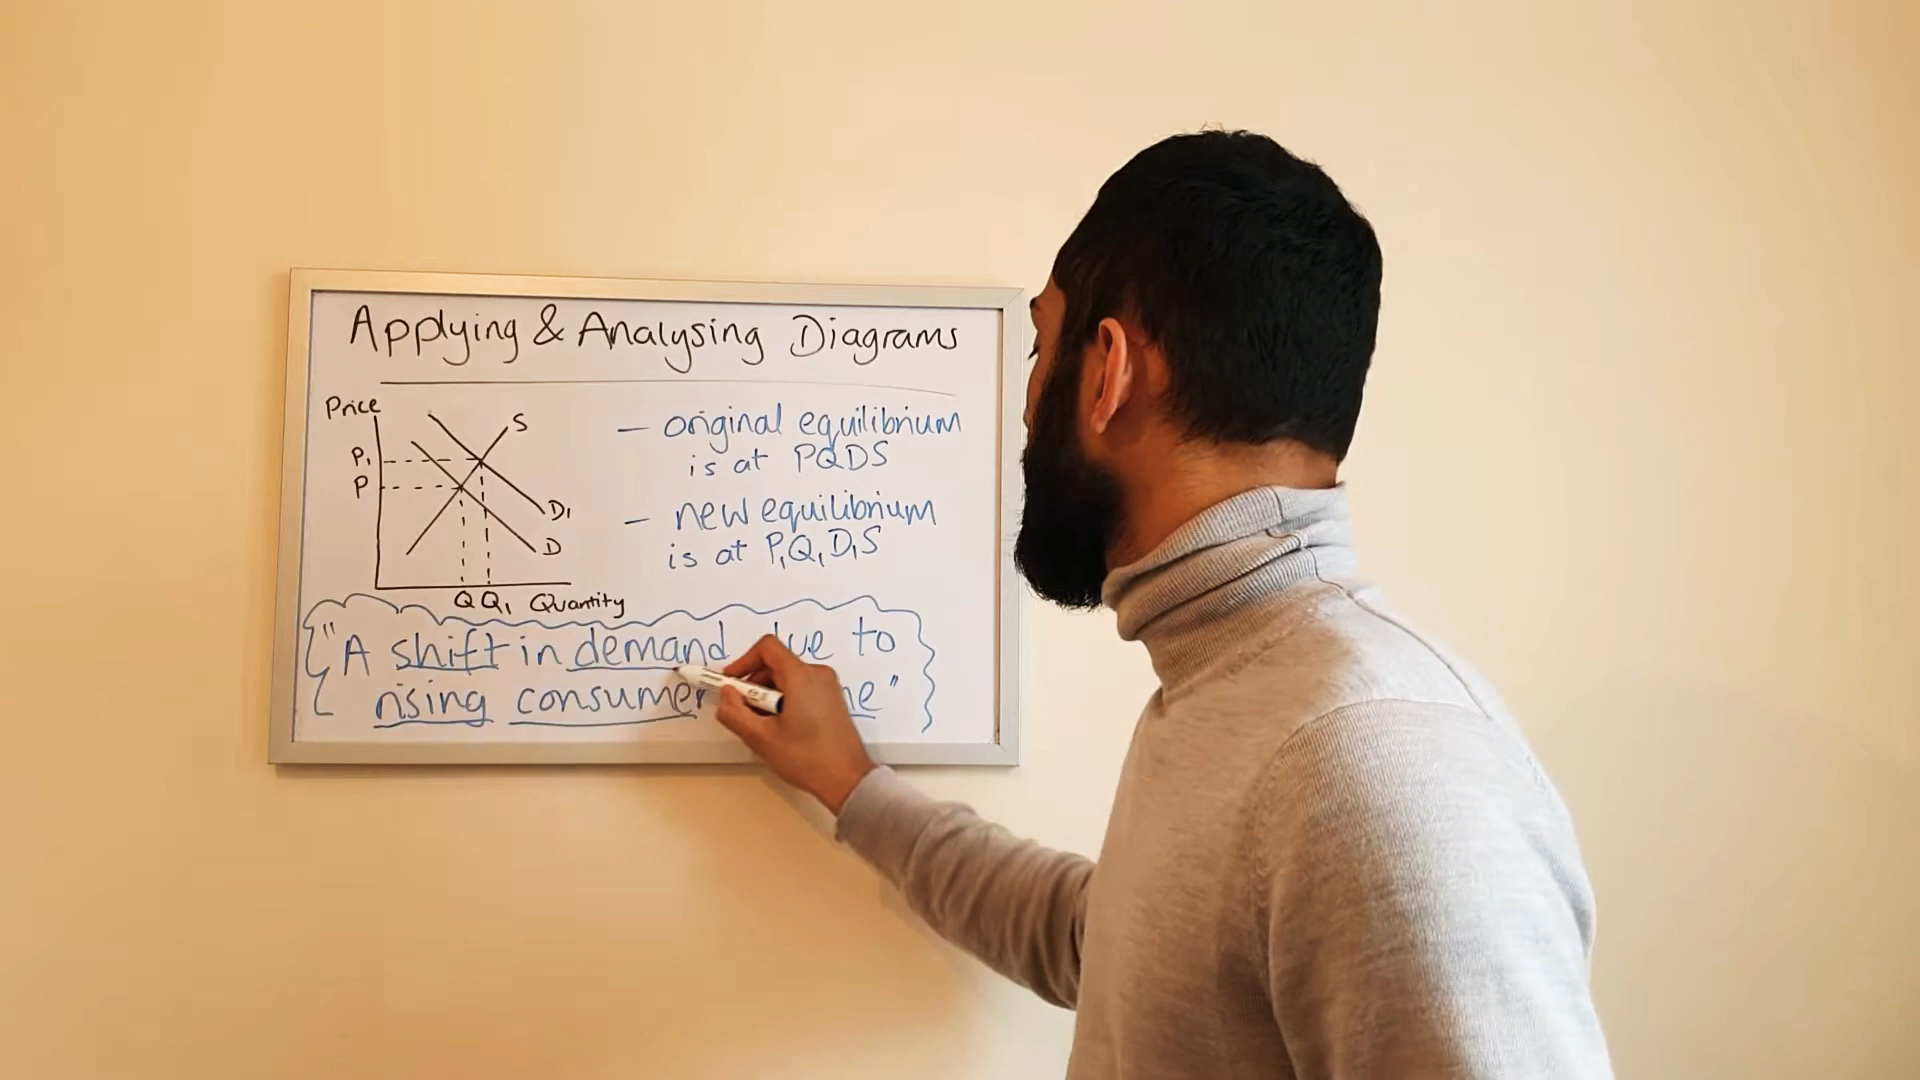 Applying & Analysing Diagrams
Price
S
P₁
P
D₁
D
Q Q₁ Quantity
– original equilibrium
is at PQDS
– new equilibrium
is at P₁Q₁D₁S
"A shift in demand to
rising consumer